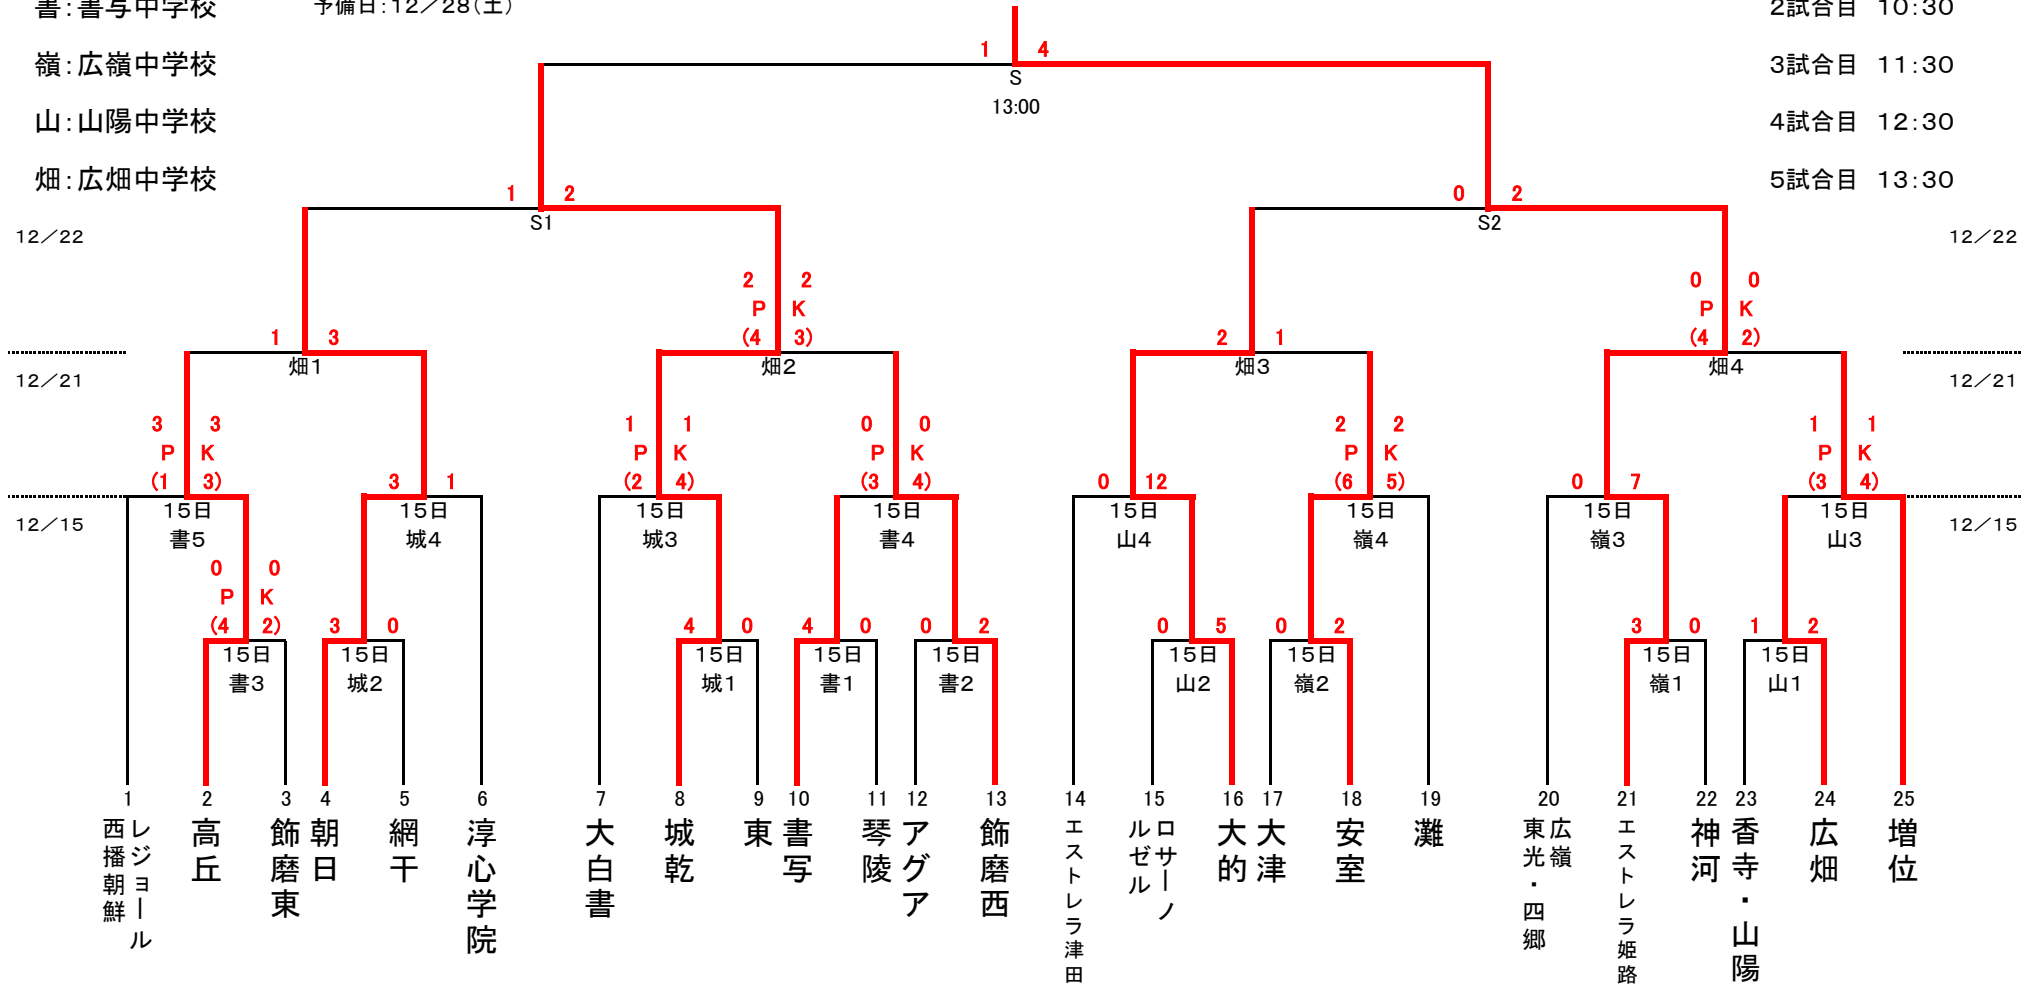 書:書写中学校
予備日:12／28(土)
2試合目 10:30
1 4
嶺:広嶺中学校
S
3試合目 11:30
13:00
山:山陽中学校
4試合目 12:30
畑:広畑中学校
5試合目 13:30
1 2
0 2
S1
S2
12／22
12／22
2 2
P K
(4 3)
0 0
P K
(4 2)
1 3
2 1
畑1
畑2
畑3
畑4
12／21
12／21
3 3
P K
(1 3)
3 1
1 1
P K
(2 4)
0 0
P K
(3 4)
0 12
2 2
P K
(6 5)
0 7
1 1
P K
(3 4)
15日
書5
15日
城4
15日
城3
15日
書4
15日
山4
15日
嶺4
15日
嶺3
15日
山3
12／15
12／15
0 0
P K
(4 2)
3 0
4 0
4 0
0 2
0 5
0 2
3 0
1 2
15日
書3
15日
城2
15日
城1
15日
書1
15日
書2
15日
山2
15日
嶺2
15日
嶺1
15日
山1
1 2 3 4 5 6 7 8 9 10 11 12 13 14 15 16 17 18 19 20 21 22 23 24 25
レジョール
西播朝鮮
高丘
飾磨東
朝日
網干
淳心学院
大白書
城乾
東
書写
琴陵
アグア
飾磨西
エストレラ津田
ロサーノ
ルゼル
大的
大津
安室
灘
広嶺
東光・四郷
エストレラ姫路
神河
香寺・山陽
広畑
増位